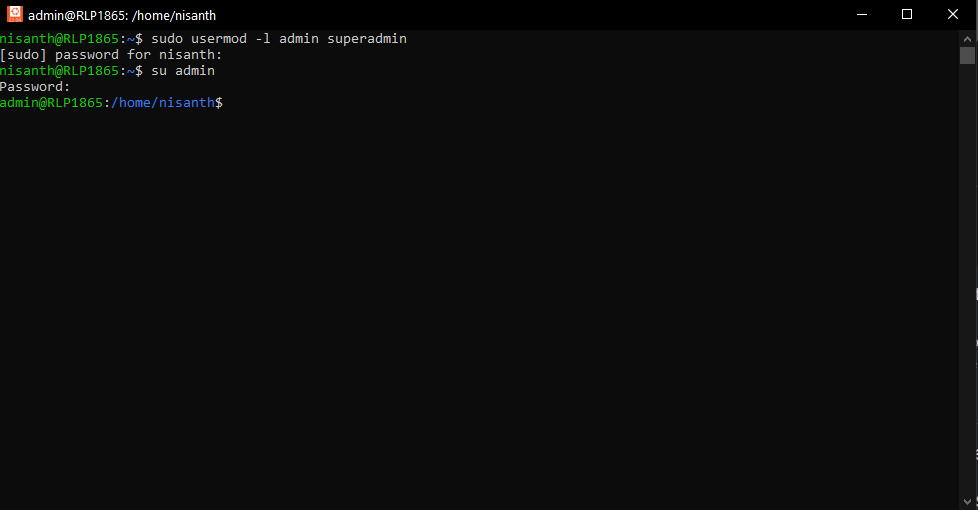 admin@RLP1865: /home/nisanth
nisanth@RLP1865:~$ sudo usermod -l admin superadmin
[sudo] password for nisanth:
nisanth@RLP1865:~$ su admin
Password:
admin@RLP1865:/home/nisanth$